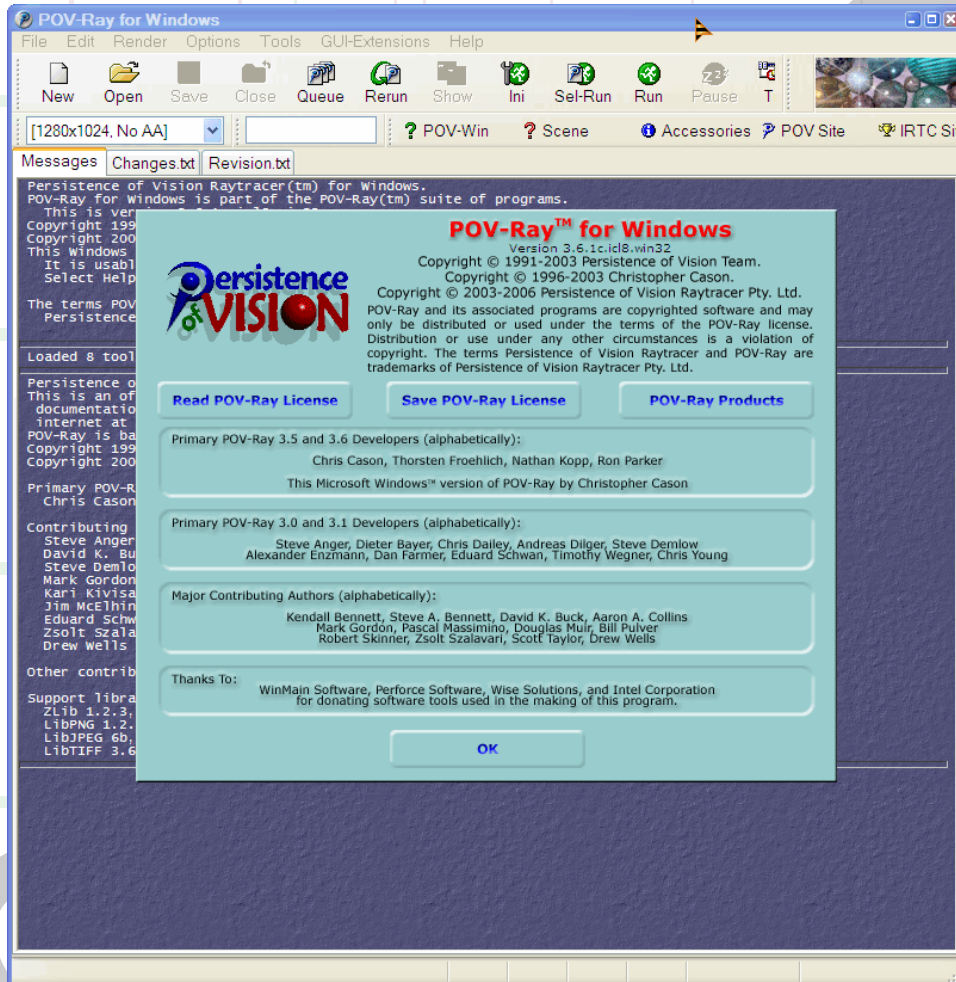 POV-Ray for Windows
File Edit Render Options Tools GUI-Extensions Help
New Open Save Close Queue Rerun Show Ini Sel-Run Run Pause T
[1280x1024, No AA] ? POV-Win ? Scene Accessories POV Site IRTC Si
Messages Changes.txt Revision.txt
Persistence of Vision Raytracer(tm) for Windows.
POV-Ray for Windows is part of the POV-Ray(tm) suite of programs.
This is ver
Copyright 199
Copyright 200
This Windows
It is usabl
Select Help
The terms POV
Persistence
Loaded 8 tool
Persistence o
This is an of
documentatio
internet at
POV-Ray is ba
Copyright 199
Copyright 200
Primary POV-R
Chris Cason
Contributing
Steve Anger
David K. Bu
Steve Demlo
Mark Gordon
Kari Kivisa
Jim McElhin
Eduard Schw
Zsolt Szala
Drew Wells
Other contrib
Support libra
ZLib 1.2.3,
LibPNG 1.2.
LibJPEG 6b,
LibTIFF 3.6
Persistence
of VISION
POV-Ray™ for Windows
Version 3.6.1c.icl8.win32
Copyright © 1991-2003 Persistence of Vision Team.
Copyright © 1996-2003 Christopher Cason.
Copyright © 2003-2006 Persistence of Vision Raytracer Pty. Ltd.
POV-Ray and its associated programs are copyrighted software and may
only be distributed or used under the terms of the POV-Ray license.
Distribution or use under any other circumstances is a violation of
copyright. The terms Persistence of Vision Raytracer and POV-Ray are
trademarks of Persistence of Vision Raytracer Pty. Ltd.
Read POV-Ray License Save POV-Ray License POV-Ray Products
Primary POV-Ray 3.5 and 3.6 Developers (alphabetically):
Chris Cason, Thorsten Froehlich, Nathan Kopp, Ron Parker
This Microsoft Windows™ version of POV-Ray by Christopher Cason
Primary POV-Ray 3.0 and 3.1 Developers (alphabetically):
Steve Anger, Dieter Bayer, Chris Dailey, Andreas Dilger, Steve Demlow
Alexander Enzmann, Dan Farmer, Eduard Schwan, Timothy Wegner, Chris Young
Major Contributing Authors (alphabetically):
Kendall Bennett, Steve A. Bennett, David K. Buck, Aaron A. Collins
Mark Gordon, Pascal Massimino, Douglas Muir, Bill Pulver
Robert Skinner, Zsolt Szalavari, Scott Taylor, Drew Wells
Thanks To:
WinMain Software, Perforce Software, Wise Solutions, and Intel Corporation
for donating software tools used in the making of this program.
OK